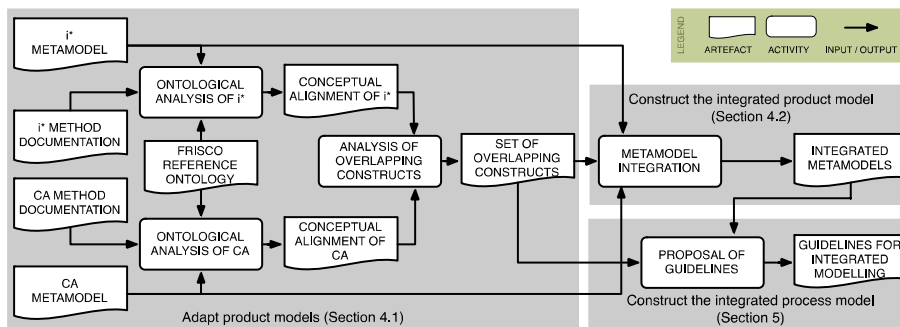 i*
METAMODEL
ONTOLOGICAL
ANALYSIS OF i*
CONCEPTUAL
ALIGNMENT OF i*
i* METHOD
DOCUMENTATION
FRISCO
REFERENCE
ONTOLOGY
ANALYSIS OF
OVERLAPPING
CONSTRUCTS
SET OF
OVERLAPPING
CONSTRUCTS
CA METHOD
DOCUMENTATION
ONTOLOGICAL
ANALYSIS OF CA
CONCEPTUAL
ALIGNMENT OF
CA
CA
METAMODEL
Adapt product models (Section 4.1)
LEGEND
ARTEFACT
ACTIVITY
INPUT / OUTPUT
Construct the integrated product model
(Section 4.2)
METAMODEL
INTEGRATION
INTEGRATED
METAMODELS
PROPOSAL OF
GUIDELINES
GUIDELINES FOR
INTEGRATED
MODELLING
Construct the integrated process model
(Section 5)